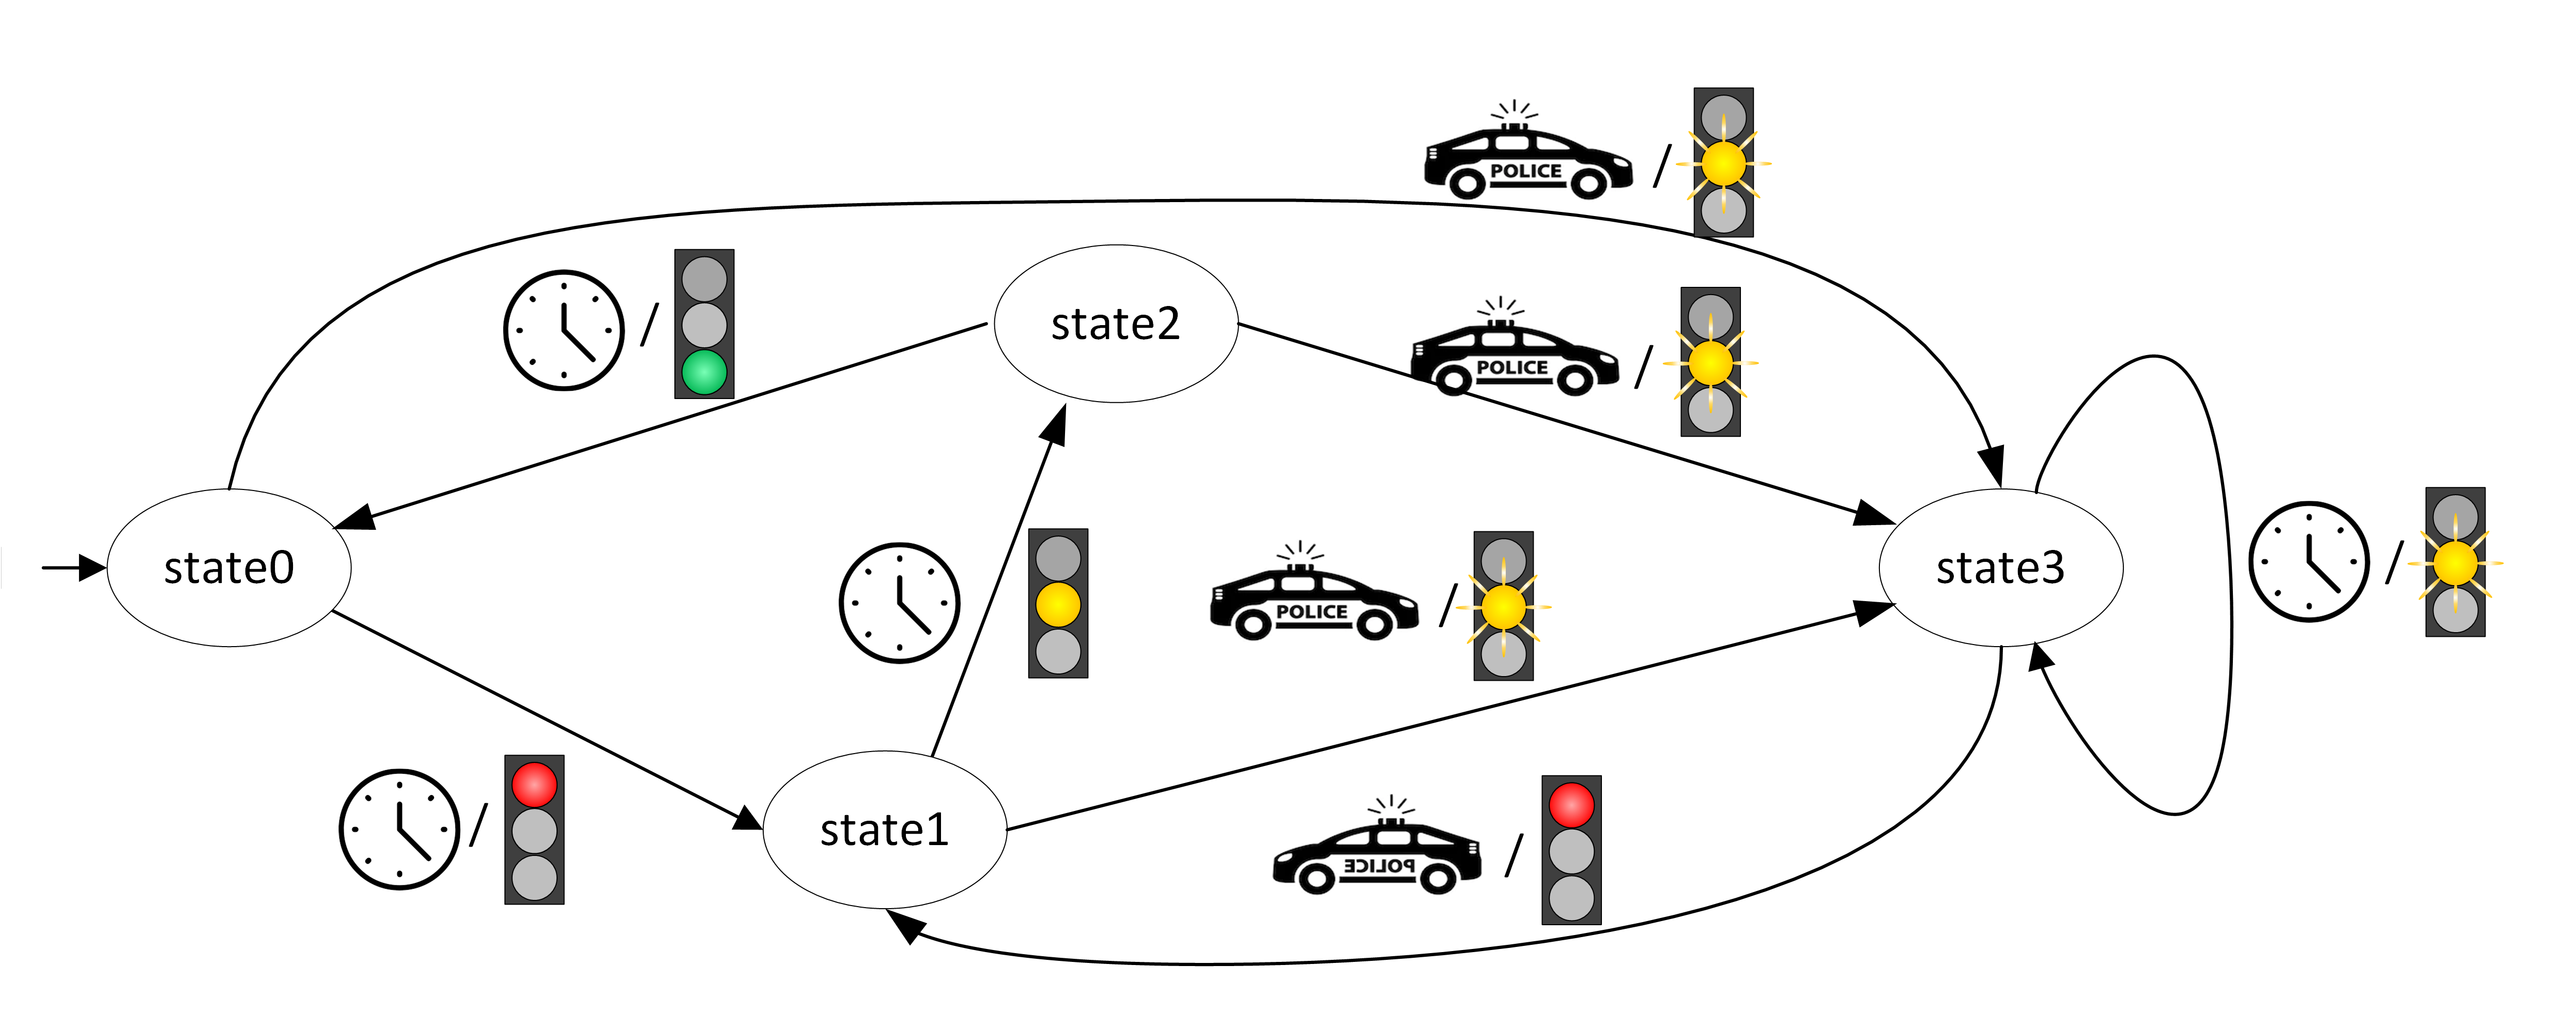 POLICE /
/
state2
POLICE /
state0
state3
/
POLICE /
state1
/
POLICE /